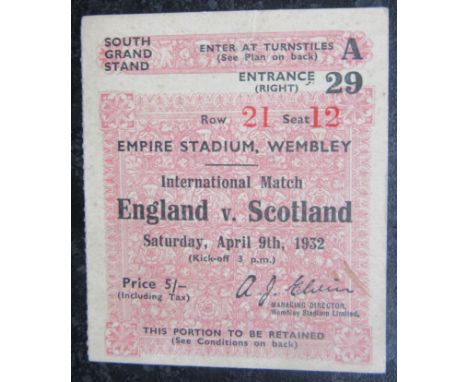 SOUTH GRAND STAND
ENTER AT TURNSTILES A
(See Plan on back)
ENTRANCE 29
(RIGHT)
Row 21 Seat 12
EMPIRE STADIUM, WEMBLEY
International Match
England v. Scotland
Saturday, April 9th, 1932
(Kick-off 3 p.m.)
Price 5/-
(Including Tax)
A. J. Elvin
MANAGING DIRECTOR,
Wembley Stadium Limited.
THIS PORTION TO BE RETAINED
(See Conditions on back)